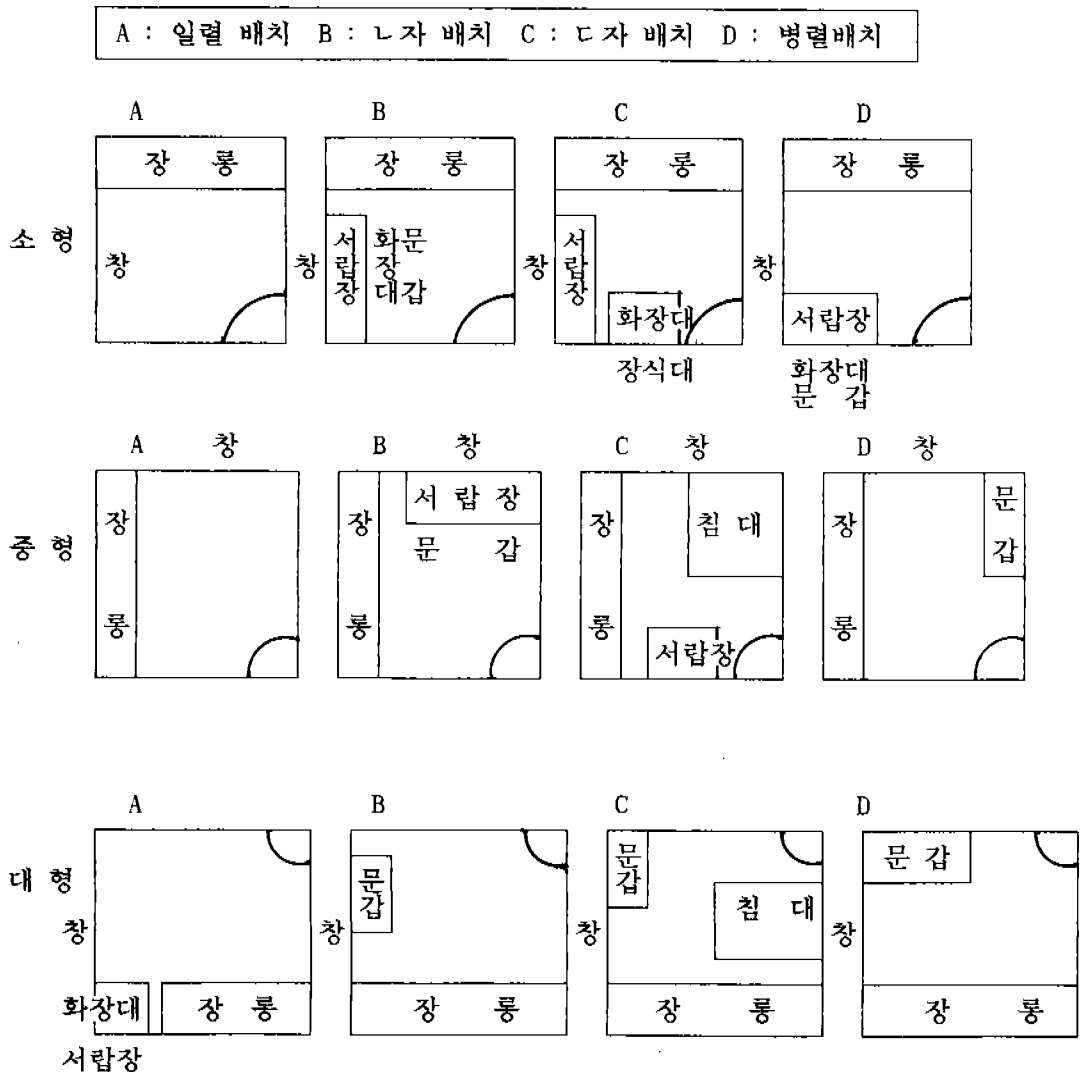 A : 일렬 배치 B : ㄴ자 배치 C : ㄷ자 배치 D : 병렬배치
A B C D
소 형
장 롱
창
장 롱
창
서랍장
화장대
문갑
장 롱
창
서랍장
화장대
장식대
장 롱
창
서랍장
화장대
문 갑
A 창 B 창 C 창 D 창
중 형
장 롱
장 롱
서 랍 장
문 갑
장 롱
침 대
서랍장
장 롱
문 갑
A B C D
대 형
창
화장대
장 롱
서랍장
창
문갑
장 롱
창
문갑
침 대
장 롱
창
문 갑
장 롱